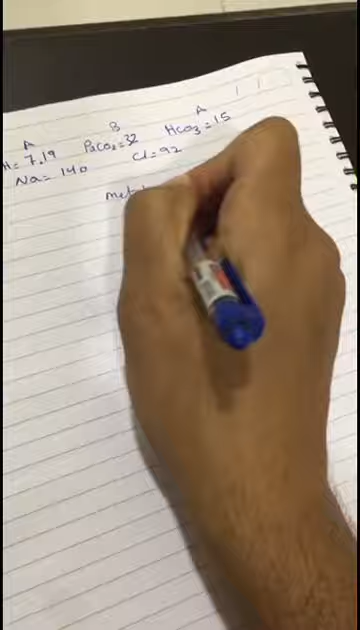 A B A
H= 7.19 PaCO2= 32 HCO3 = 15
Na= 140 Cl= 92